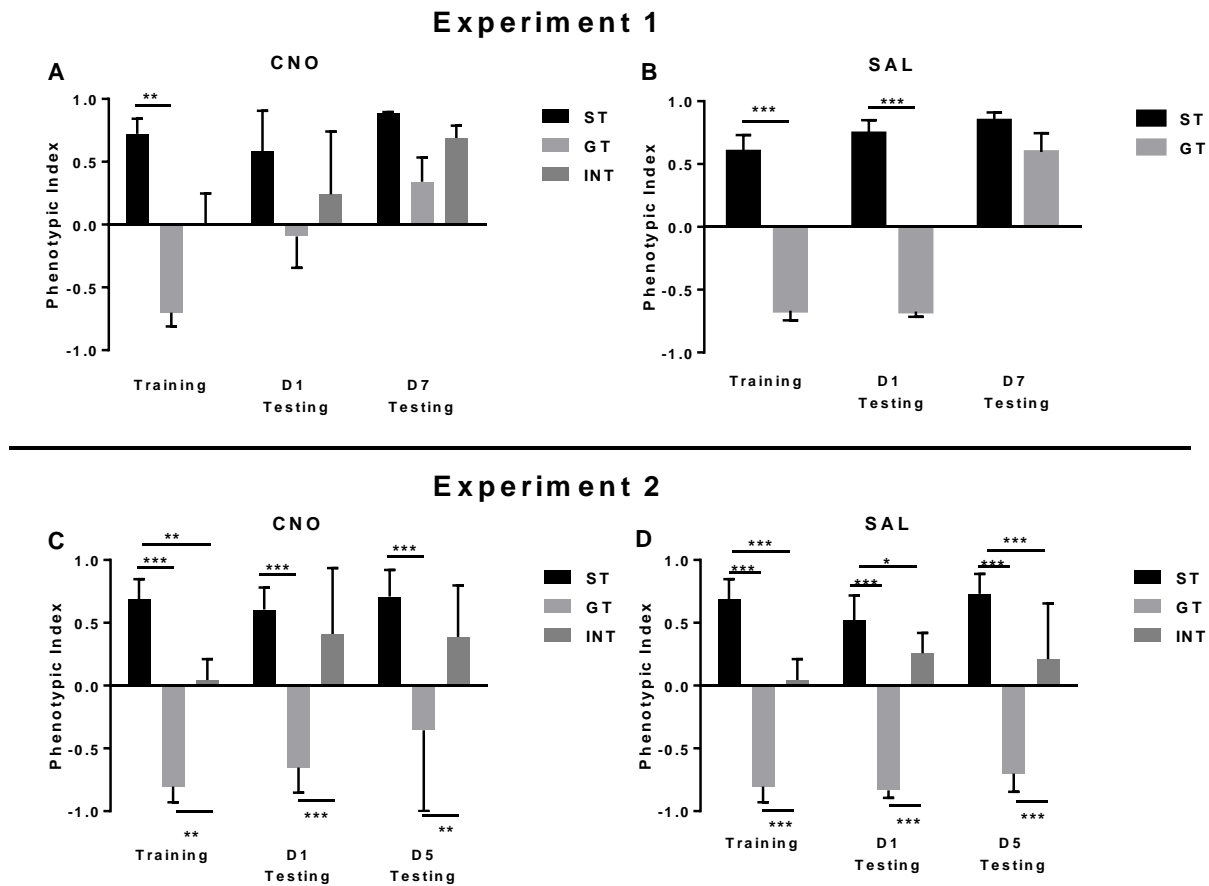 Experiment 1
A
CNO
**
Phenotypic Index
1.0
0.5
0.0
-0.5
-1.0
Training
D1
Testing
D7
Testing
ST
GT
INT
B
SAL
***
***
Phenotypic Index
1.0
0.5
0.0
-0.5
-1.0
Training
D1
Testing
D7
Testing
ST
GT
Experiment 2
C
CNO
**
***
***
***
Phenotypic Index
1.0
0.5
0.0
-0.5
-1.0
**
***
**
Training
D1
Testing
D5
Testing
ST
GT
INT
D
SAL
***
***
*
***
***
***
Phenotypic Index
1.0
0.5
0.0
-0.5
-1.0
***
***
***
Training
D1
Testing
D5
Testing
ST
GT
INT